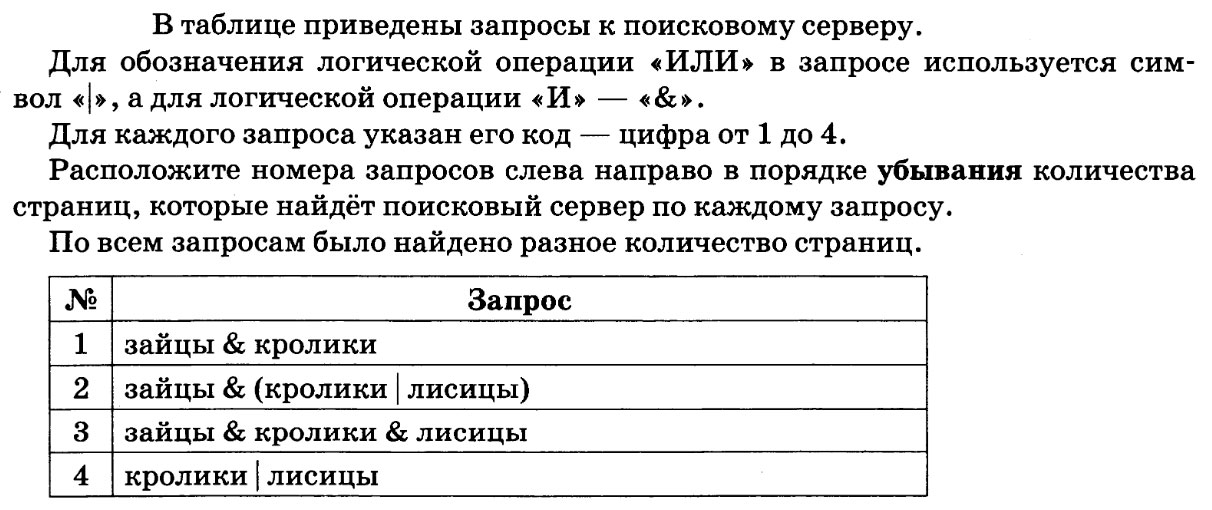 В таблице приведены запросы к поисковому серверу.
Для обозначения логической операции «ИЛИ» в запросе используется сим-
вол «|», а для логической операции «И» — «&».
Для каждого запроса указан его код — цифра от 1 до 4.
Расположите номера запросов слева направо в порядке убывания количества
страниц, которые найдёт поисковый сервер по каждому запросу.
По всем запросам было найдено разное количество страниц.
№ Запрос
1 зайцы & кролики
2 зайцы & (кролики | лисицы)
3 зайцы & кролики & лисицы
4 кролики | лисицы